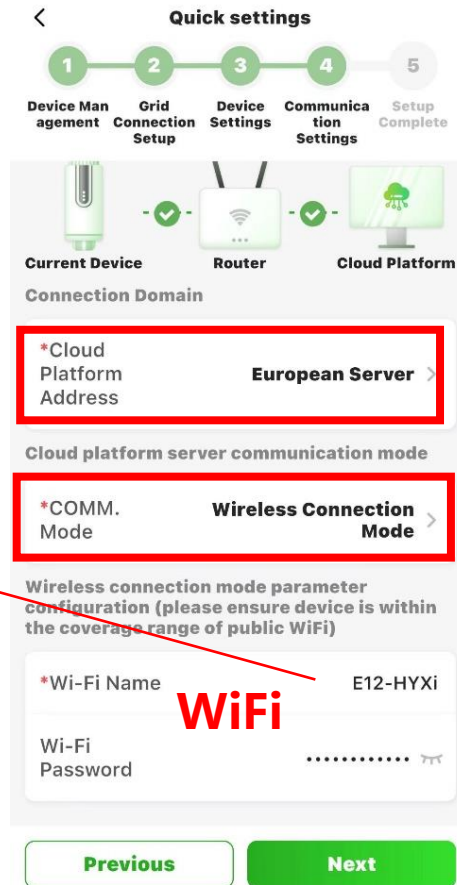 Quick settings
1 2 3 4 5
Device Man Grid Device Communica Setup
agement Connection Settings tion Complete
Setup Settings
Current Device Router Cloud Platform
Connection Domain
*Cloud
Platform European Server
Address
Cloud platform server communication mode
*COMM. Wireless Connection
Mode Mode
Wireless connection mode parameter
configuration (please ensure device is within
the coverage range of public WiFi)
*Wi-Fi Name E12-HYXi
WiFi
Wi-Fi
Password ••••••••••••
Previous Next